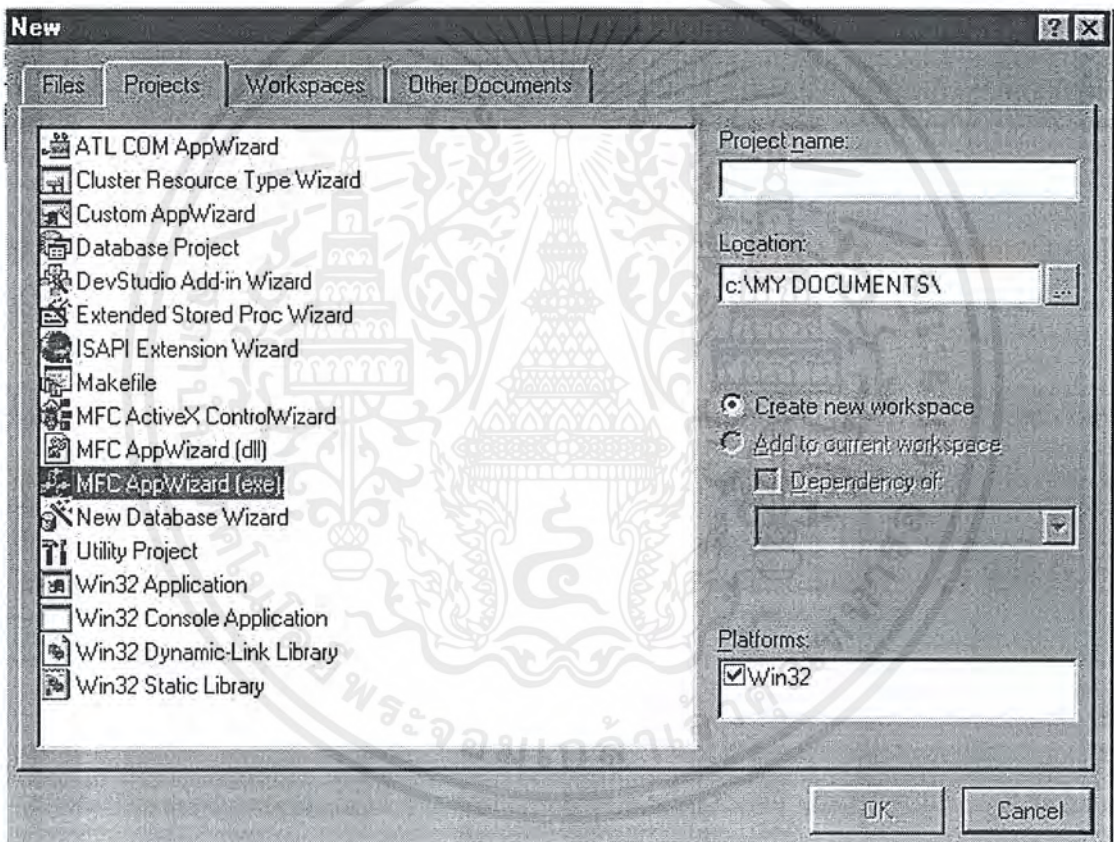 New
Files
Projects
Workspaces
Other Documents
ATL COM AppWizard
Cluster Resource Type Wizard
Custom AppWizard
Database Project
DevStudio Add-in Wizard
Extended Stored Proc Wizard
ISAPI Extension Wizard
Makefile
MFC ActiveX ControlWizard
MFC AppWizard (dll)
MFC AppWizard (exe)
New Database Wizard
Utility Project
Win32 Application
Win32 Console Application
Win32 Dynamic-Link Library
Win32 Static Library
Project name:
Location:
c:\MY DOCUMENTS\
...
Create new workspace
Add to current workspace
Dependency of:
Platforms:
Win32
OK
Cancel